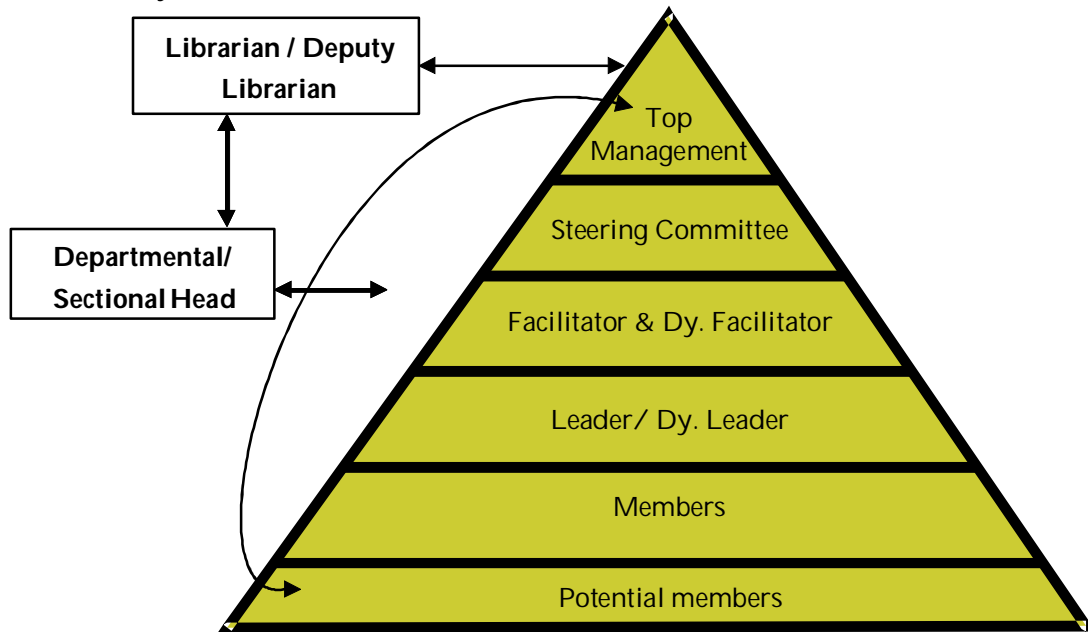 Librarian / Deputy
Librarian
Top
Management
Steering Committee
Departmental/
Sectional Head
Facilitator & Dy. Facilitator
Leader/ Dy. Leader
Members
Potential members